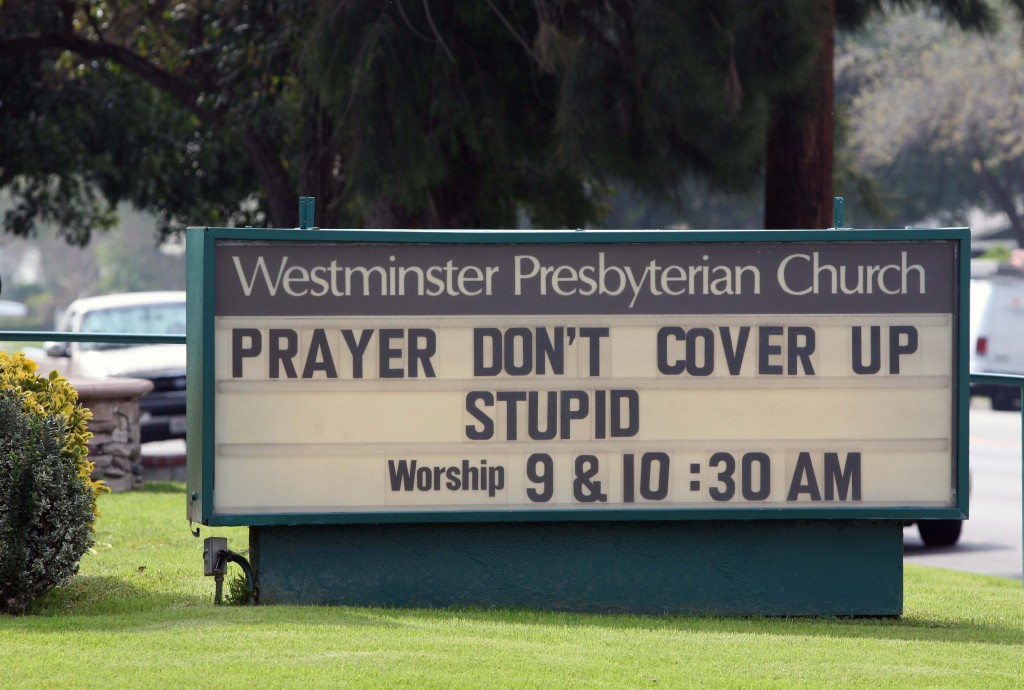 Westminster Presbyterian Church
PRAYER DON'T COVER UP
STUPID
Worship 9 & 10 :30 AM